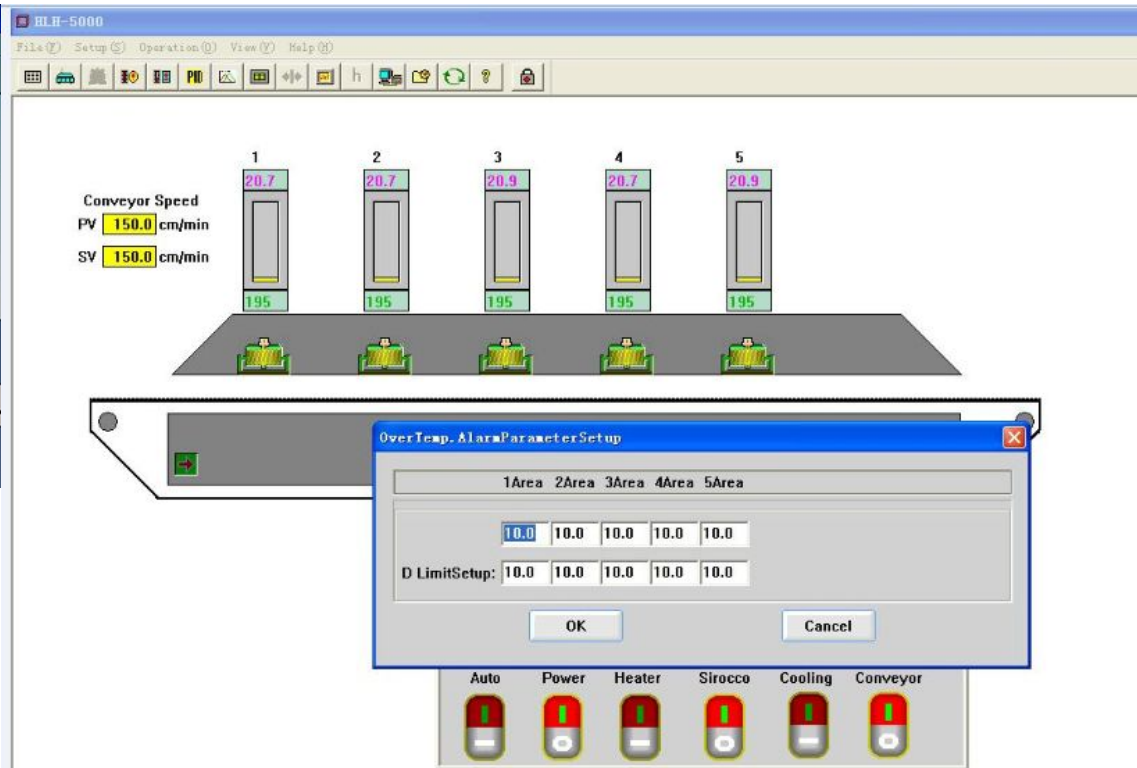 HLH-5000
File(F) Setup(S) Operation(O) View(V) Help(H)
PID h ?
1 2 3 4 5
20.7 20.7 20.9 20.7 20.9
Conveyor Speed
PV 150.0 cm/min
SV 150.0 cm/min
195 195 195 195 195
OverTemp.AlarmParameterSetup
1Area 2Area 3Area 4Area 5Area
10.0 10.0 10.0 10.0 10.0
D LimitSetup: 10.0 10.0 10.0 10.0 10.0
OK Cancel
Auto Power Heater Sirocco Cooling Conveyor